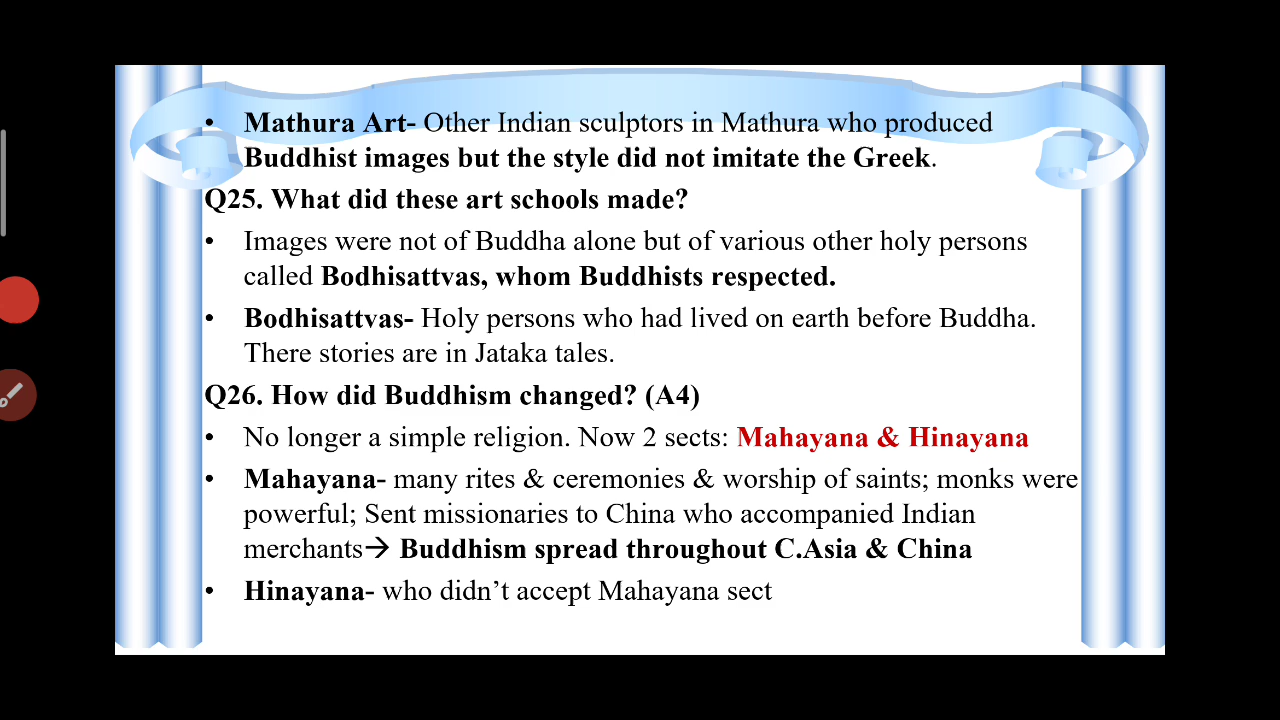 • Mathura Art- Other Indian sculptors in Mathura who produced
Buddhist images but the style did not imitate the Greek.
Q25. What did these art schools made?
• Images were not of Buddha alone but of various other holy persons
called Bodhisattvas, whom Buddhists respected.
• Bodhisattvas- Holy persons who had lived on earth before Buddha.
There stories are in Jataka tales.
Q26. How did Buddhism changed? (A4)
• No longer a simple religion. Now 2 sects: Mahayana & Hinayana
• Mahayana- many rites & ceremonies & worship of saints; monks were
powerful; Sent missionaries to China who accompanied Indian
merchants→ Buddhism spread throughout C.Asia & China
• Hinayana- who didn’t accept Mahayana sect